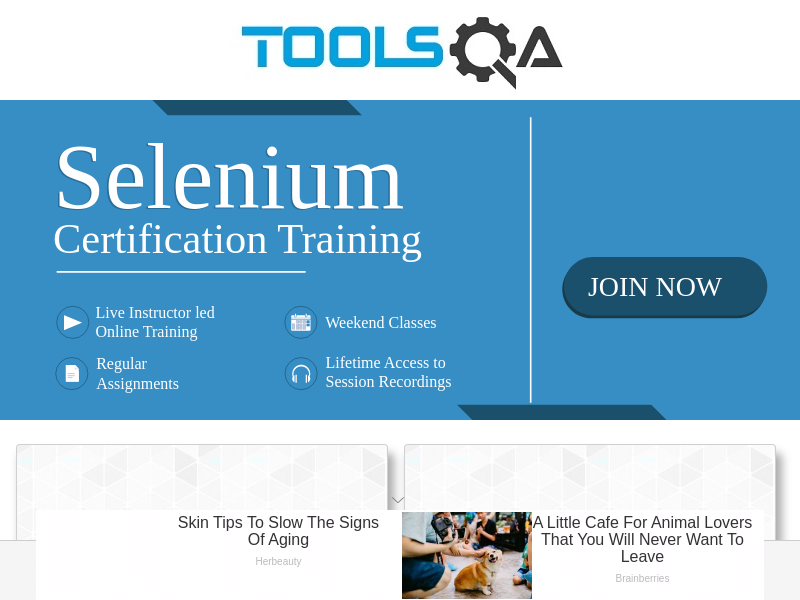 TOOLSQA
Selenium
Certification Training
Live Instructor led
Online Training
Weekend Classes
Regular
Assignments
Lifetime Access to
Session Recordings
JOIN NOW
Skin Tips To Slow The Signs
Of Aging
Herbeauty
A Little Cafe For Animal Lovers
That You Will Never Want To
Leave
Brainberries